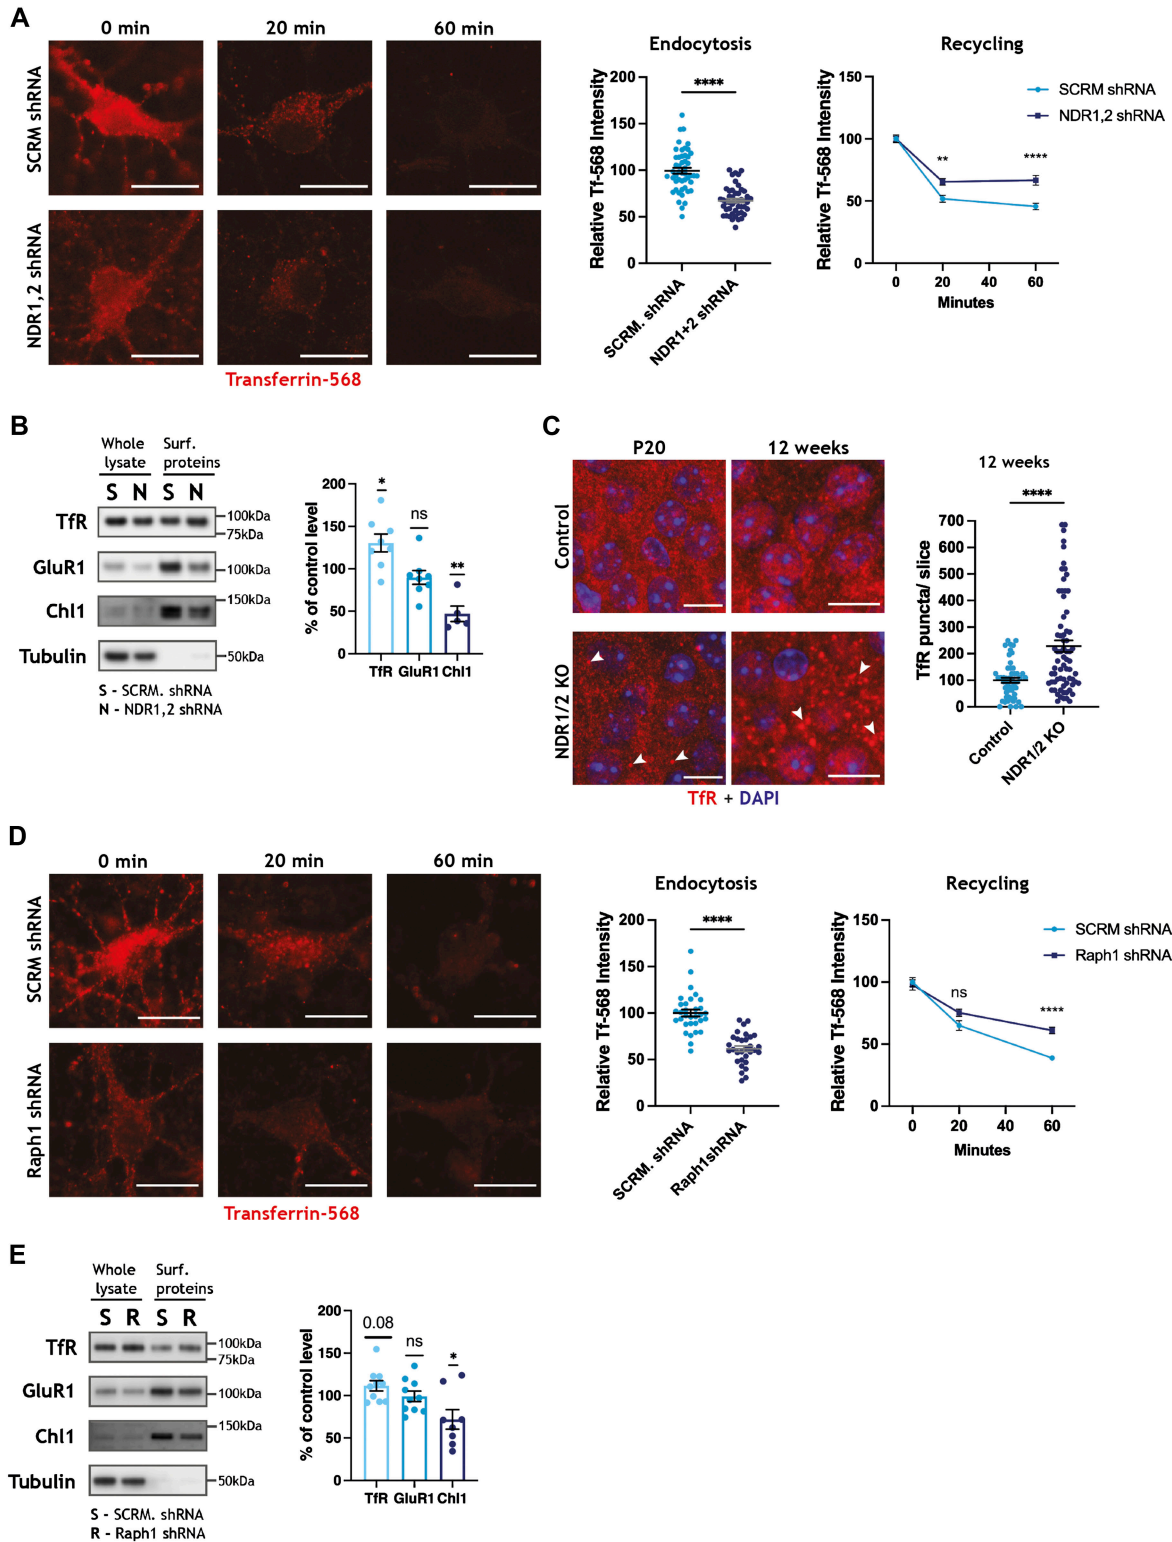 A
0 min
20 min
60 min
SCRM shRNA
NDR1,2 shRNA
Transferrin-568
Endocytosis
Relative Tf-568 Intensity
200
150
100
50
0
****
SCRM. shRNA
NDR1+2 shRNA
Recycling
Relative Tf-568 Intensity
150
100
50
0
**
****
0
20
40
60
Minutes
SCRM shRNA
NDR1,2 shRNA
B
Whole lysate
Surf. proteins
S N S N
TfR
100kDa
75kDa
GluR1
100kDa
Chl1
150kDa
Tubulin
50kDa
S - SCRM. shRNA
N - NDR1,2 shRNA
% of control level
200
150
100
50
0
*
ns
**
TfR GluR1 Chl1
C
P20
12 weeks
Control
NDR1/2 KO
TfR + DAPI
12 weeks
****
TfR puncta/ slice
700
600
500
400
300
200
100
0
Control
NDR1/2 KO
D
0 min
20 min
60 min
SCRM shRNA
Raph1 shRNA
Transferrin-568
Endocytosis
Relative Tf-568 Intensity
200
150
100
50
0
****
SCRM. shRNA
Raph1shRNA
Recycling
Relative Tf-568 Intensity
150
100
50
0
ns
****
0
20
40
60
Minutes
SCRM shRNA
Raph1 shRNA
E
Whole lysate
Surf. proteins
S R S R
TfR
100kDa
75kDa
GluR1
100kDa
Chl1
150kDa
Tubulin
50kDa
S - SCRM. shRNA
R - Raph1 shRNA
% of control level
200
150
100
50
0
0.08
ns
*
TfR GluR1 Chl1